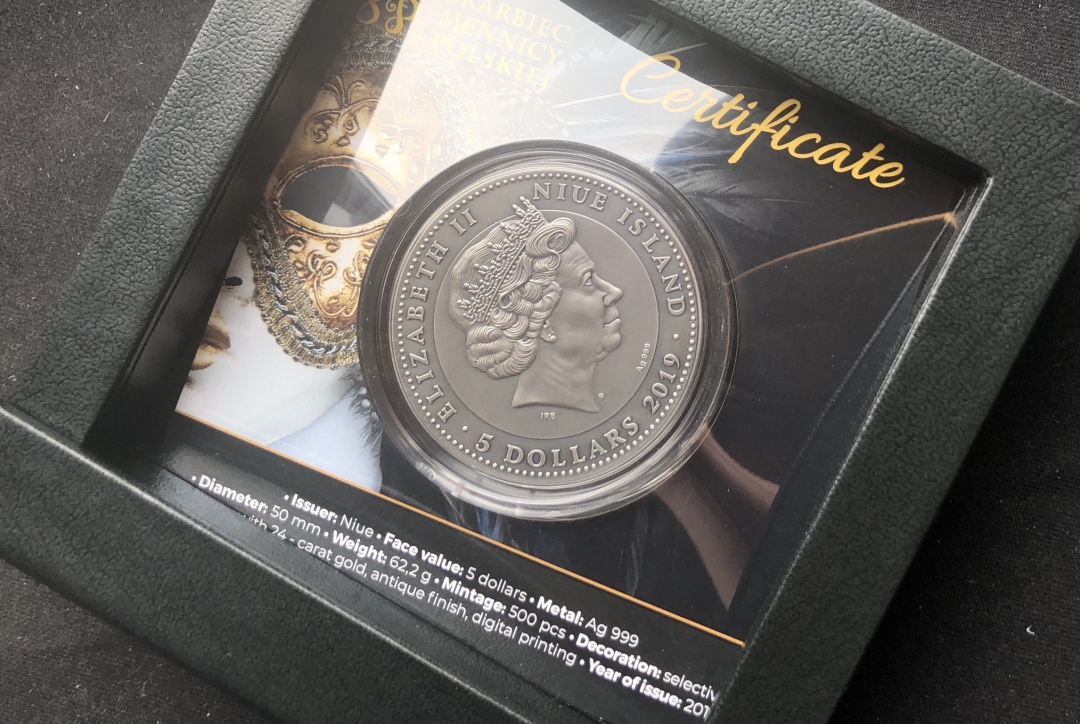 SKARBIEC
MENNICY
POLSKIEJ
Certificate
ELIZABETH II NIUE ISLAND · 5 DOLLARS 2019 ·
Ag 999
IRB
• Issuer: Niue • Face value: 5 dollars • Metal: Ag 999
• Diameter: 50 mm • Weight: 62,2 g • Mintage: 500 pcs • Decoration: selectiv
with 24 - carat gold, antique finish, digital printing • Year of issue: 201